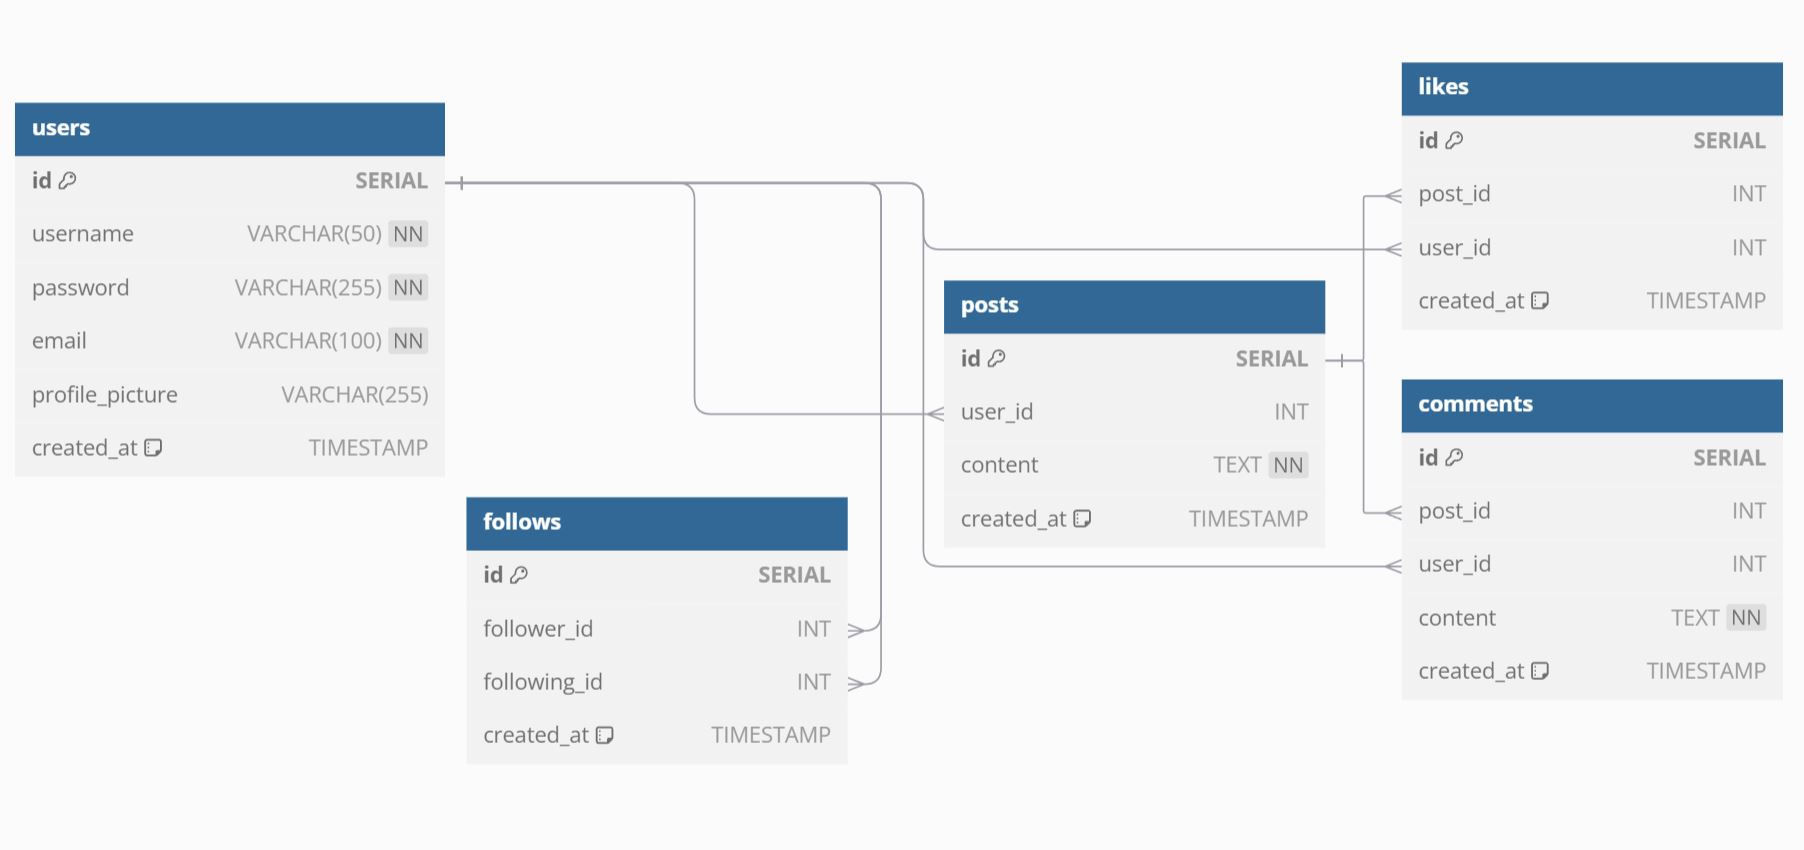 users
id SERIAL
username VARCHAR(50) NN
password VARCHAR(255) NN
email VARCHAR(100) NN
profile_picture VARCHAR(255)
created_at TIMESTAMP
follows
id SERIAL
follower_id INT
following_id INT
created_at TIMESTAMP
posts
id SERIAL
user_id INT
content TEXT NN
created_at TIMESTAMP
likes
id SERIAL
post_id INT
user_id INT
created_at TIMESTAMP
comments
id SERIAL
post_id INT
user_id INT
content TEXT NN
created_at TIMESTAMP